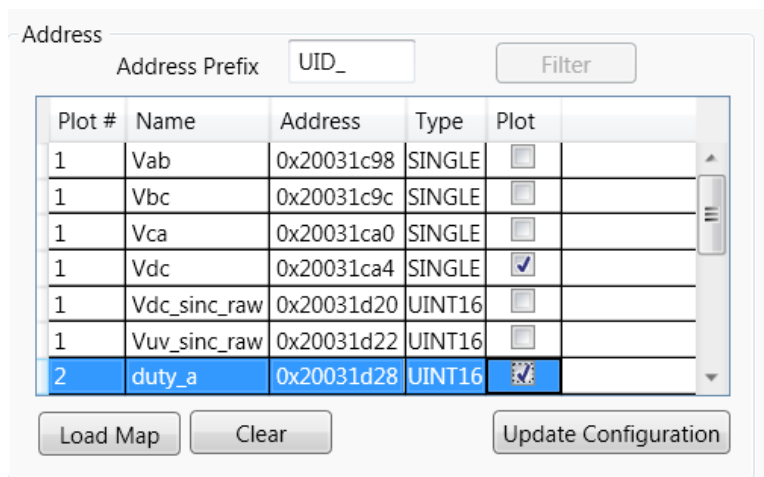 Address
Address Prefix UID_ Filter
Plot # Name Address Type Plot
1 Vab 0x20031c98 SINGLE
1 Vbc 0x20031c9c SINGLE
1 Vca 0x20031ca0 SINGLE
1 Vdc 0x20031ca4 SINGLE
1 Vdc_sinc_raw 0x20031d20 UINT16
1 Vuv_sinc_raw 0x20031d22 UINT16
2 duty_a 0x20031d28 UINT16
Load Map Clear Update Configuration